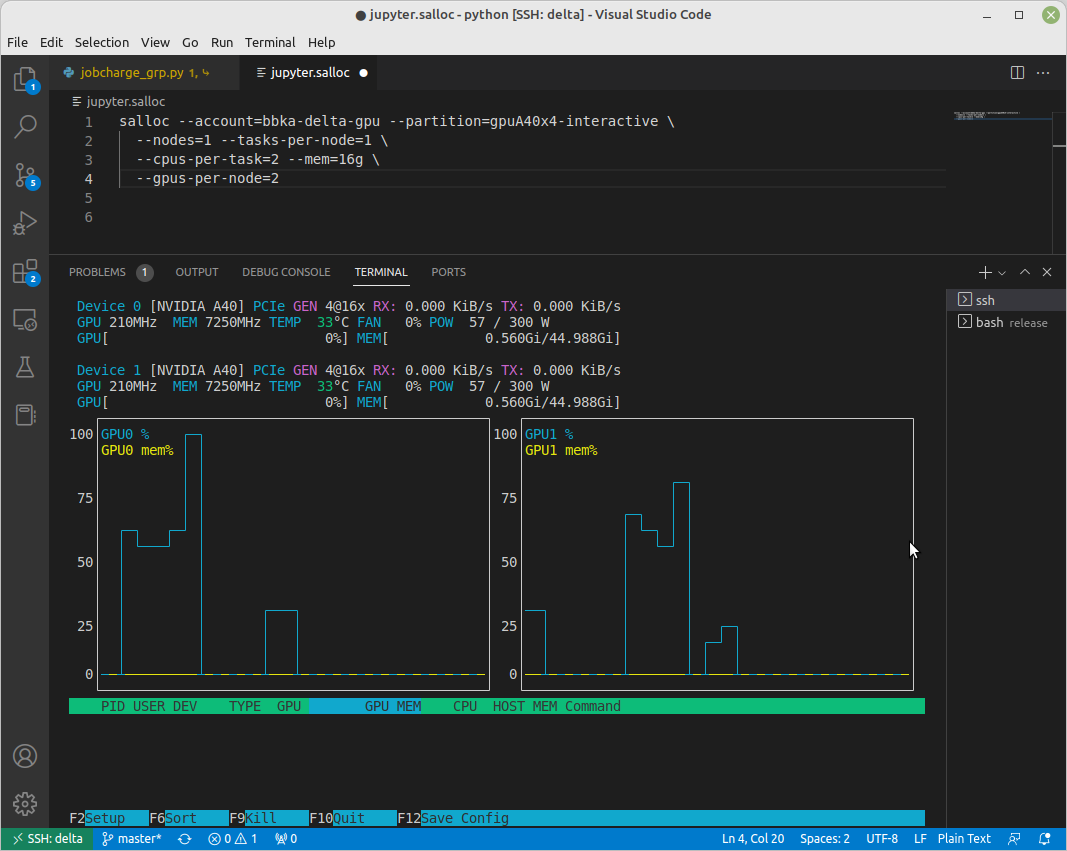 ● jupyter.salloc - python [SSH: delta] - Visual Studio Code
File Edit Selection View Go Run Terminal Help
jobcharge_grp.py 1, jupyter.salloc ●
jupyter.salloc
1 salloc --account=bbka-delta-gpu --partition=gpuA40x4-interactive \
2 --nodes=1 --tasks-per-node=1 \
3 --cpus-per-task=2 --mem=16g \
4 --gpus-per-node=2
5
6
1
5
2
PROBLEMS 1 OUTPUT DEBUG CONSOLE TERMINAL PORTS
ssh
bash release
Device 0 [NVIDIA A40] PCIe GEN 4@16x RX: 0.000 KiB/s TX: 0.000 KiB/s
GPU 210MHz MEM 7250MHz TEMP 33°C FAN 0% POW 57 / 300 W
GPU[ 0%] MEM[ 0.560Gi/44.988Gi]
Device 1 [NVIDIA A40] PCIe GEN 4@16x RX: 0.000 KiB/s TX: 0.000 KiB/s
GPU 210MHz MEM 7250MHz TEMP 33°C FAN 0% POW 57 / 300 W
GPU[ 0%] MEM[ 0.560Gi/44.988Gi]
100 GPU0 % 100 GPU1 %
GPU0 mem% GPU1 mem%
75 75
50 50
25 25
0 0
PID USER DEV TYPE GPU GPU MEM CPU HOST MEM Command
F2Setup F6Sort F9Kill F10Quit F12Save Config
SSH: delta master* 0 1 0 Ln 4, Col 20 Spaces: 2 UTF-8 LF Plain Text